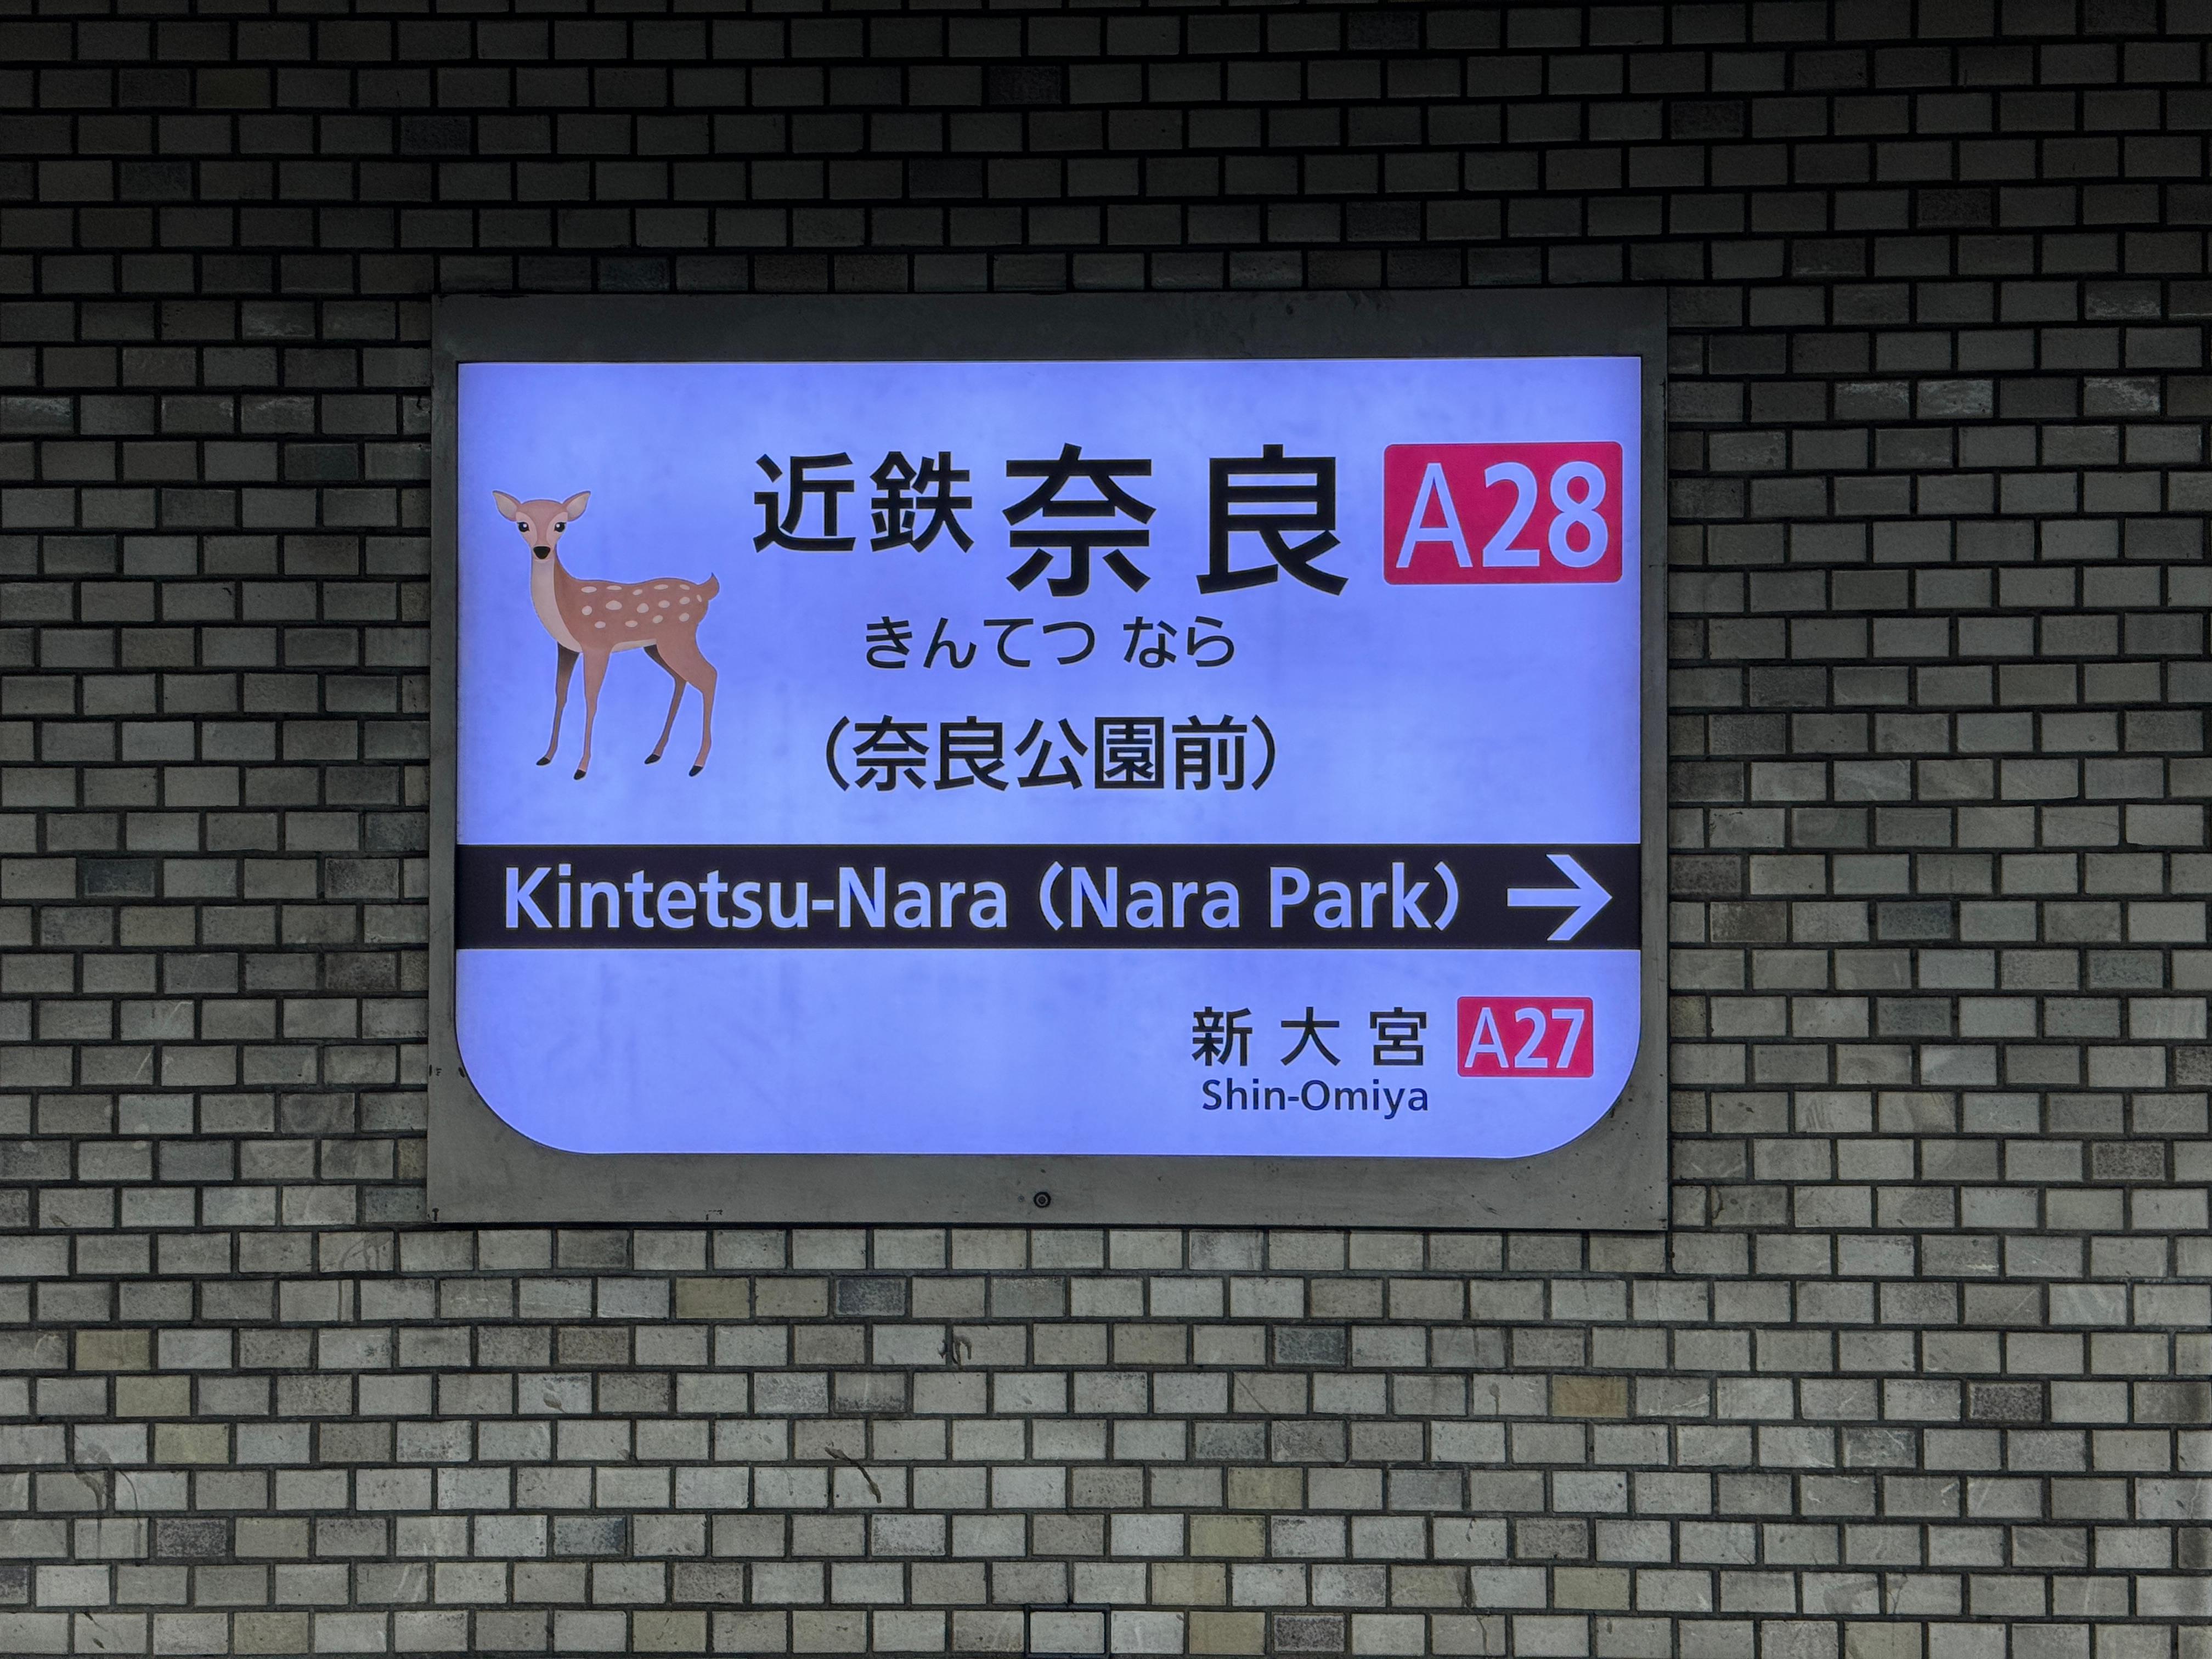 近鉄 奈良 A28
きんてつ なら
（奈良公園前）
Kintetsu-Nara (Nara Park) →
新大宮 A27
Shin-Omiya